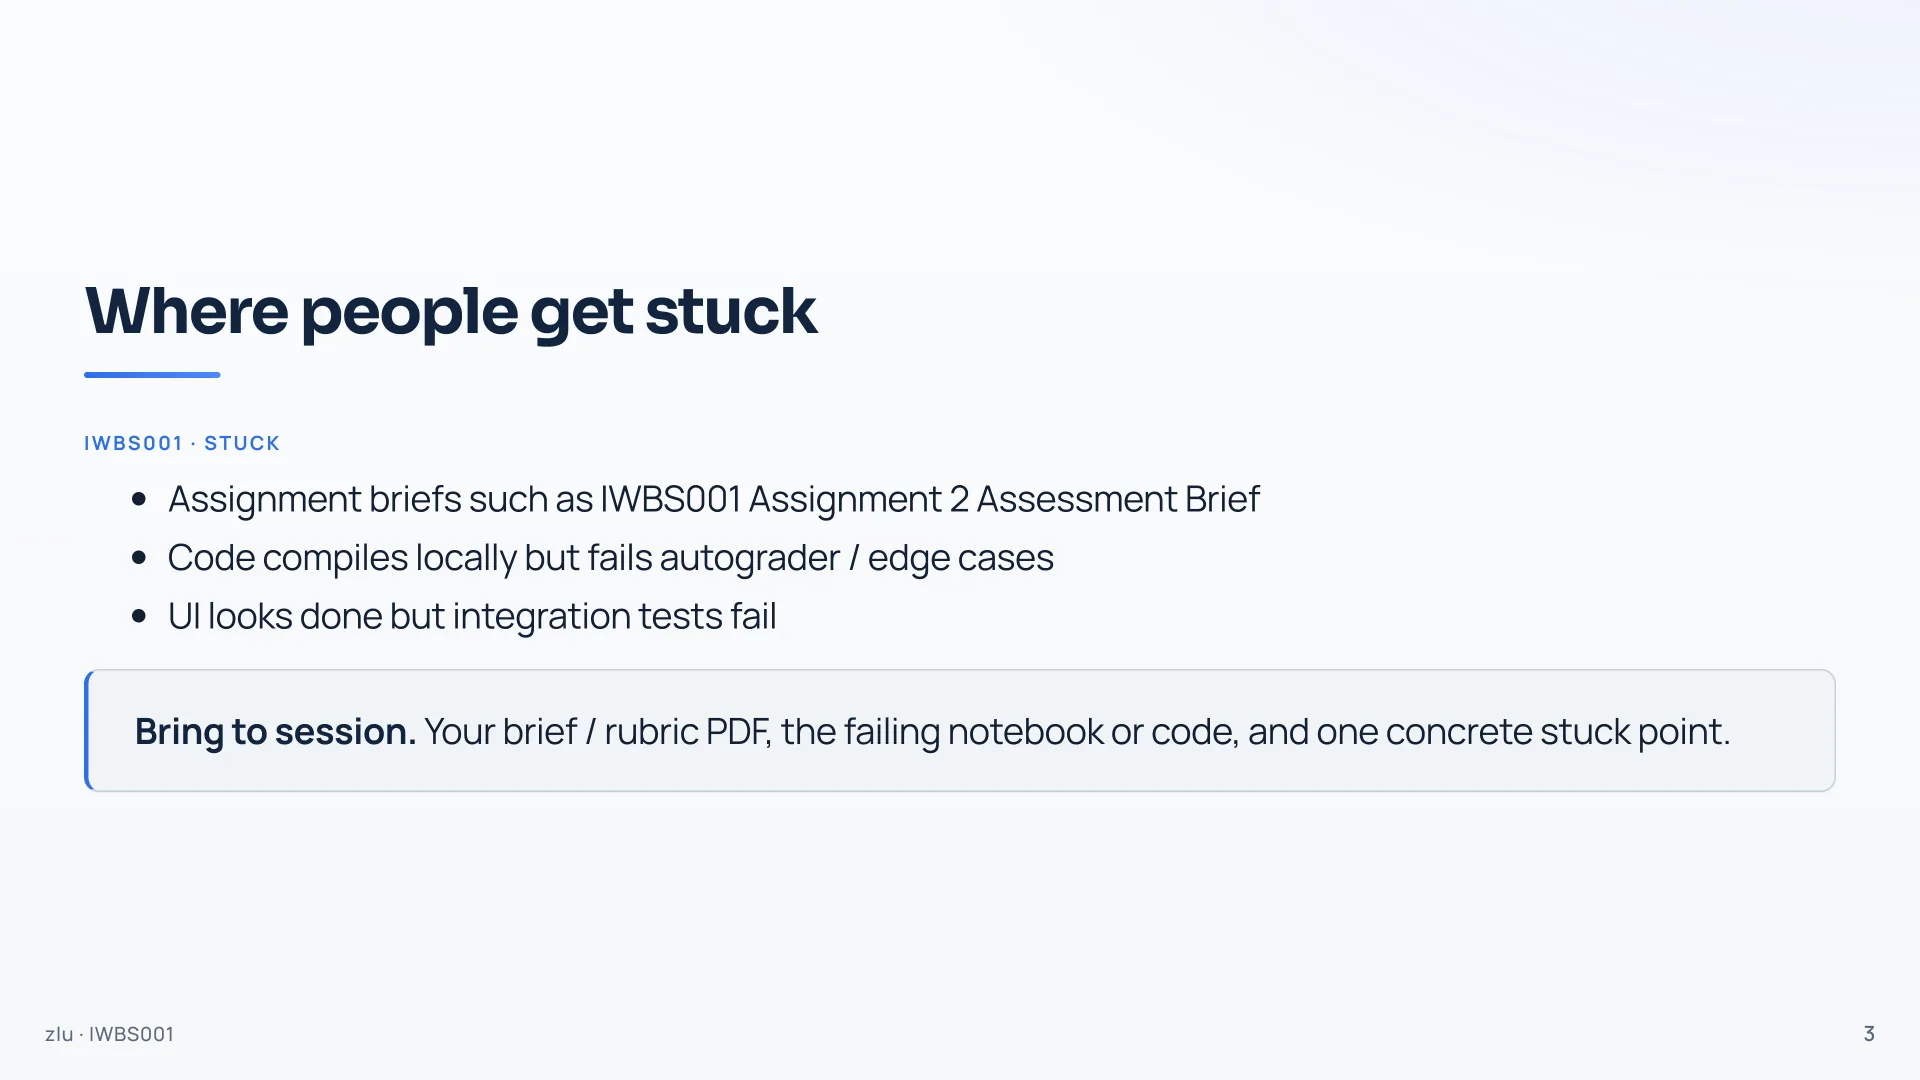 Where people get stuck
IWBS001 · STUCK
• Assignment briefs such as IWBS001 Assignment 2 Assessment Brief
• Code compiles locally but fails autograder / edge cases
• UI looks done but integration tests fail
Bring to session. Your brief / rubric PDF, the failing notebook or code, and one concrete stuck point.
zlu · IWBS001
3